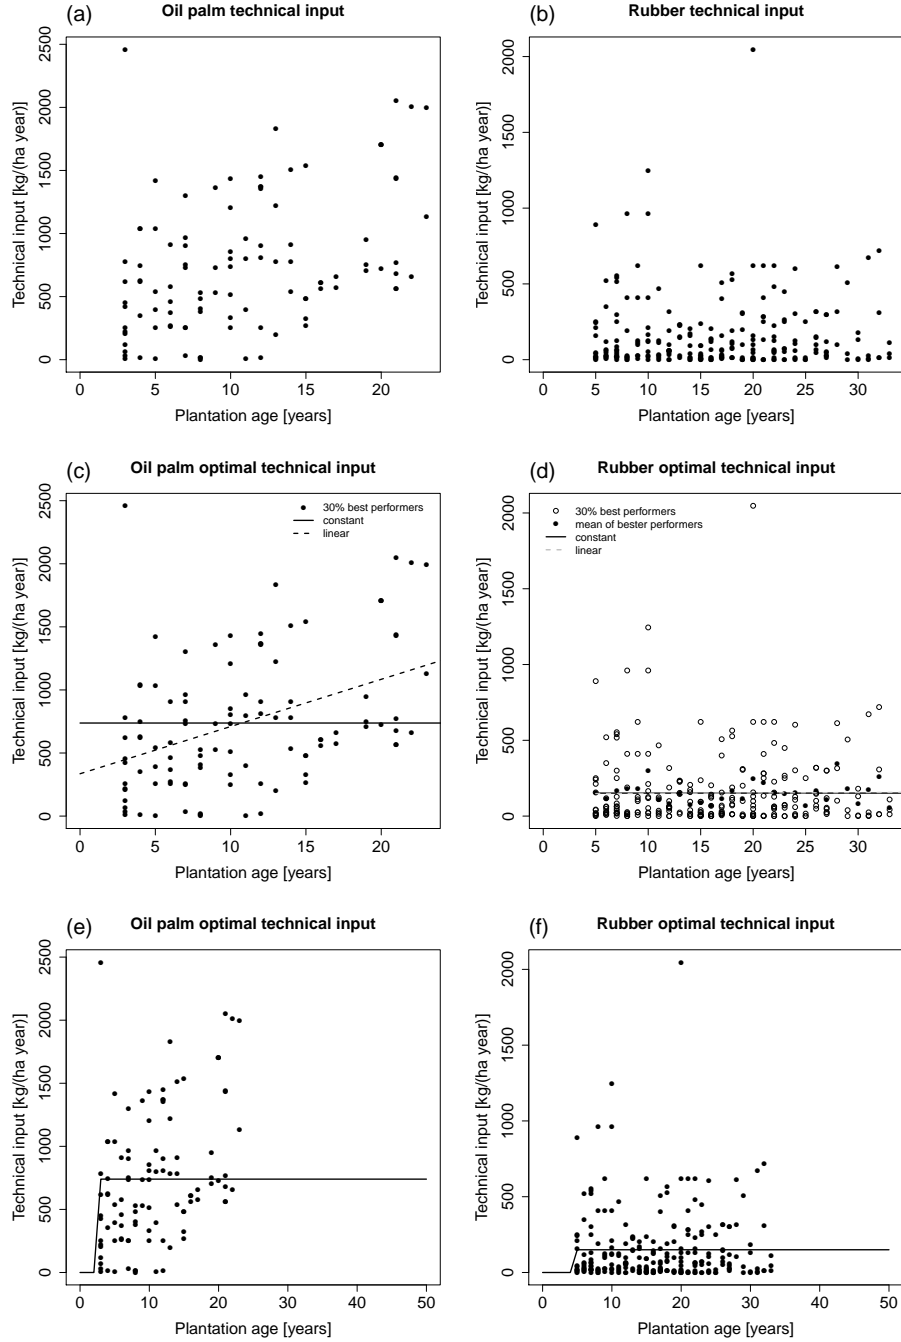 (a) Oil palm technical input
Technical input [kg/(ha year)]
0 500 1000 1500 2000 2500
0 5 10 15 20
Plantation age [years]
(b) Rubber technical input
Technical input [kg/(ha year)]
0 500 1000 1500 2000
0 5 10 15 20 25 30
Plantation age [years]
(c) Oil palm optimal technical input
30% best performers
constant
linear
Technical input [kg/(ha year)]
0 500 1000 1500 2000 2500
0 5 10 15 20
Plantation age [years]
(d) Rubber optimal technical input
30% best performers
mean of bester performers
constant
linear
Technical input [kg/(ha year)]
0 500 1000 1500 2000
0 5 10 15 20 25 30
Plantation age [years]
(e) Oil palm optimal technical input
Technical input [kg/(ha year)]
0 500 1000 1500 2000 2500
0 10 20 30 40 50
Plantation age [years]
(f) Rubber optimal technical input
Technical input [kg/(ha year)]
0 500 1000 1500 2000
0 10 20 30 40 50
Plantation age [years]